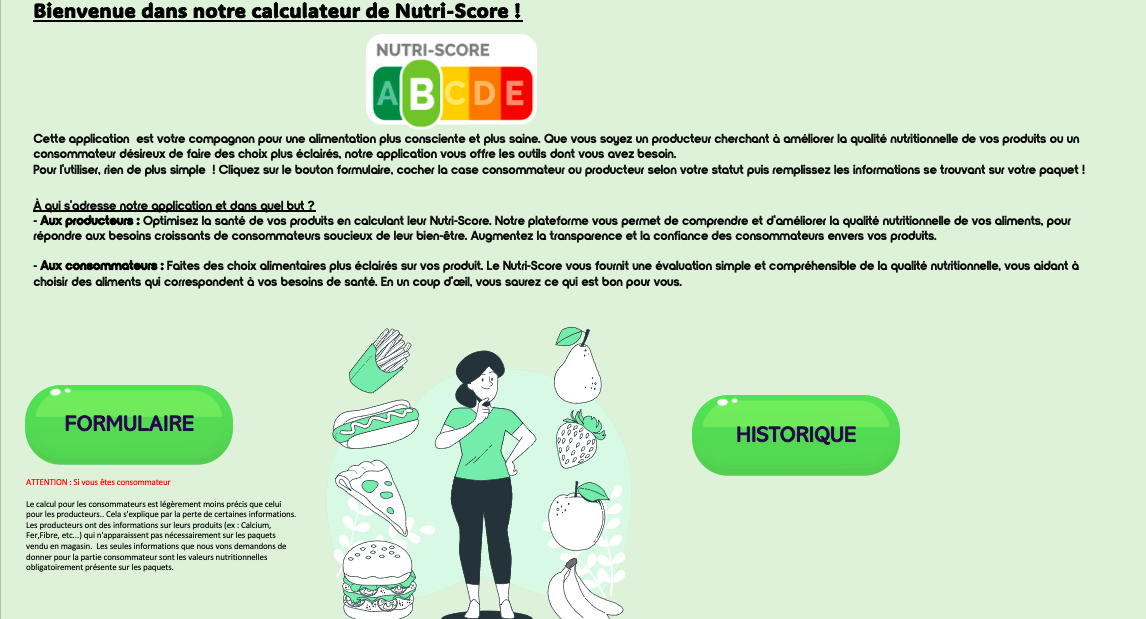 Bienvenue dans notre calculateur de Nutri-Score !
NUTRI-SCORE
A B C D E
Cette application est votre compagnon pour une alimentation plus consciente et plus saine. Que vous soyez un producteur cherchant à améliorer la qualité nutritionnelle de vos produits ou un
consommateur désireux de faire des choix plus éclairés, notre application vous offre les outils dont vous avez besoin.
Pour l'utiliser, rien de plus simple ! Cliquez sur le bouton formulaire, cocher la case consommateur ou producteur selon votre statut puis remplissez les informations se trouvant sur votre paquet !
À qui s'adresse notre application et dans quel but ?
- Aux producteurs : Optimisez la santé de vos produits en calculant leur Nutri-Score. Notre plateforme vous permet de comprendre et d'améliorer la qualité nutritionnelle de vos aliments, pour
répondre aux besoins croissants de consommateurs soucieux de leur bien-être. Augmentez la transparence et la confiance des consommateurs envers vos produits.
- Aux consommateurs : Faites des choix alimentaires plus éclairés sur vos produit. Le Nutri-Score vous fournit une évaluation simple et compréhensible de la qualité nutritionnelle, vous aidant à
choisir des aliments qui correspondent à vos besoins de santé. En un coup d'œil, vous saurez ce qui est bon pour vous.
FORMULAIRE
HISTORIQUE
ATTENTION : Si vous êtes consommateur
Le calcul pour les consommateurs est légèrement moins précis que celui
pour les producteurs.. Cela s'explique par la perte de certaines informations.
Les producteurs ont des informations sur leurs produits (ex : Calcium,
Fer,Fibre, etc...) qui n'apparaissent pas nécessairement sur les paquets
vendu en magasin. Les seules informations que nous vons demandons de
donner pour la partie consommateur sont les valeurs nutritionnelles
obligatoirement présente sur les paquets.